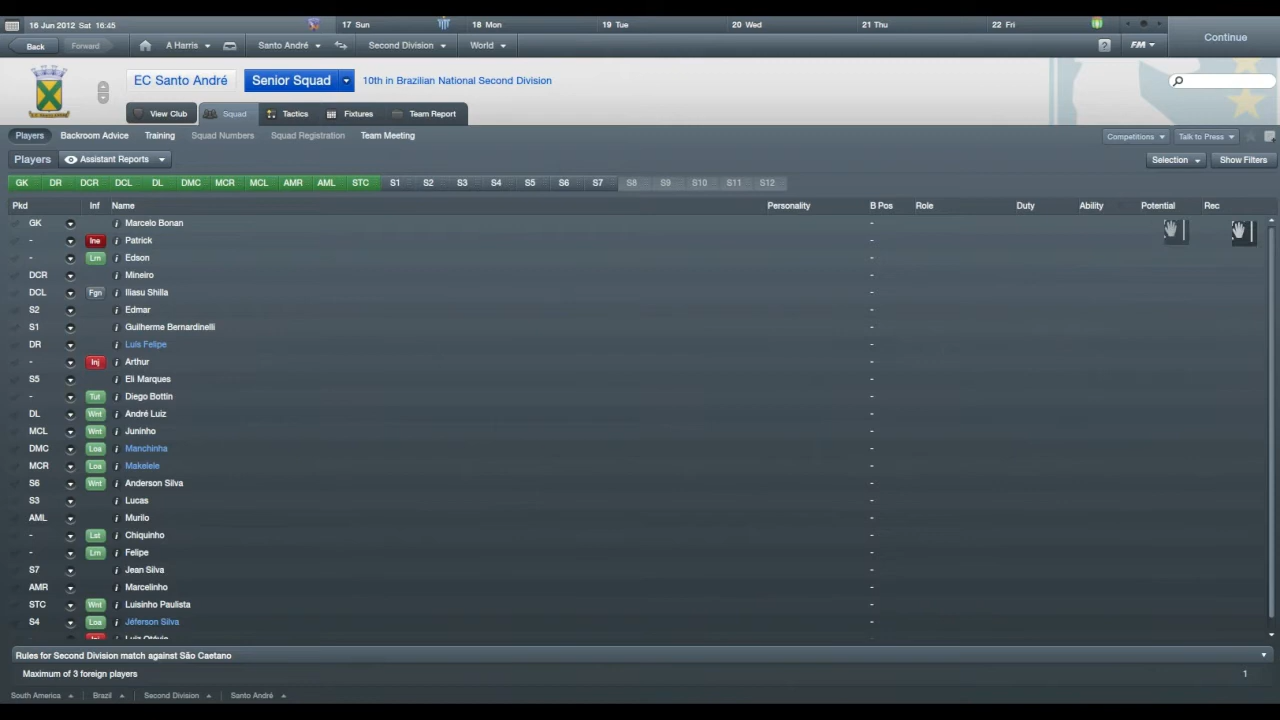 16 Jun 2012 Sat 16:45 17 Sun 18 Mon 19 Tue 20 Wed 21 Thu 22 Fri
Back Forward A Harris Santo André Second Division World ? FM Continue
EC Santo André Senior Squad 10th in Brazilian National Second Division
View Club Squad Tactics Fixtures Team Report
Players Backroom Advice Training Squad Numbers Squad Registration Team Meeting Competitions Talk to Press
Players Assistant Reports Selection Show Filters
GK DR DCR DCL DL DMC MCR MCL AMR AML STC S1 S2 S3 S4 S5 S6 S7 S8 S9 S10 S11 S12
Pkd Inf Name Personality B Pos Role Duty Ability Potential Rec
GK i Marcelo Bonan -
- Ine i Patrick -
- Lrn i Edson -
DCR i Mineiro -
DCL Fgn i Iliasu Shilla -
S2 i Edmar -
S1 i Guilherme Bernardinelli -
DR i Luis Felipe -
- Inj i Arthur -
S5 i Eli Marques -
- Tut i Diego Bottin -
DL Wnt i André Luiz -
MCL Wnt i Juninho -
DMC Loa i Manchinha -
MCR Loa i Makelele -
S6 Wnt i Anderson Silva -
S3 i Lucas -
AML i Murilo -
- Lst i Chiquinho -
- Lrn i Felipe -
S7 i Jean Silva -
AMR i Marcelinho -
STC Wnt i Luisinho Paulista -
S4 Loa i Jéferson Silva -
- Inj i Luiz Otávio
Rules for Second Division match against São Caetano
Maximum of 3 foreign players 1
South America Brazil Second Division Santo André